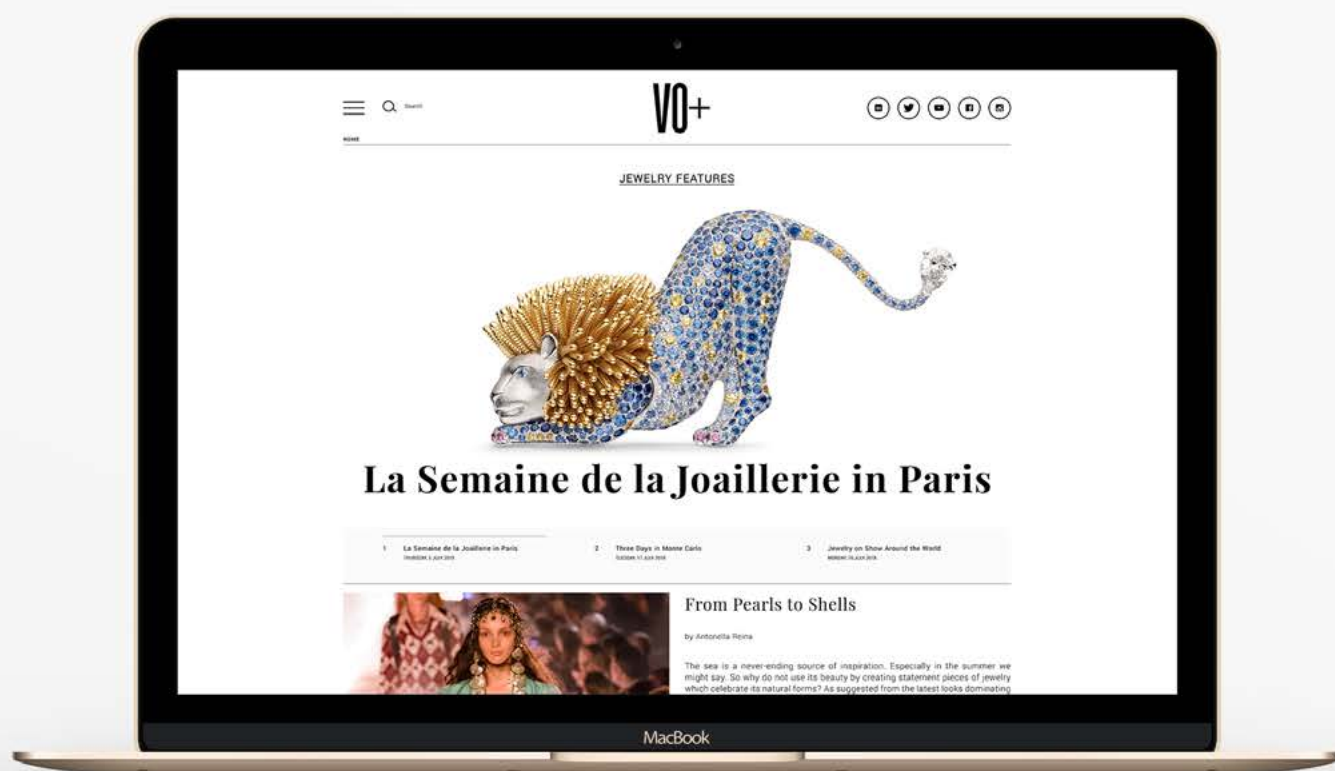 Search
VO+
HOME
JEWELRY FEATURES
La Semaine de la Joaillerie in Paris
1 La Semaine de la Joaillerie in Paris
2 Three Days in Monte Carlo
3 Jewelry on Show Around the World
From Pearls to Shells
by Antonella Reina
The sea is a never-ending source of inspiration. Especially in the summer we
might say. So why do not use its beauty by creating statement pieces of jewelry
which celebrate its natural forms? As suggested from the latest looks dominating
MacBook